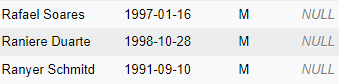 Rafael Soares 1997-01-16 M NULL
Raniere Duarte 1998-10-28 M NULL
Ranyer Schmitd 1991-09-10 M NULL